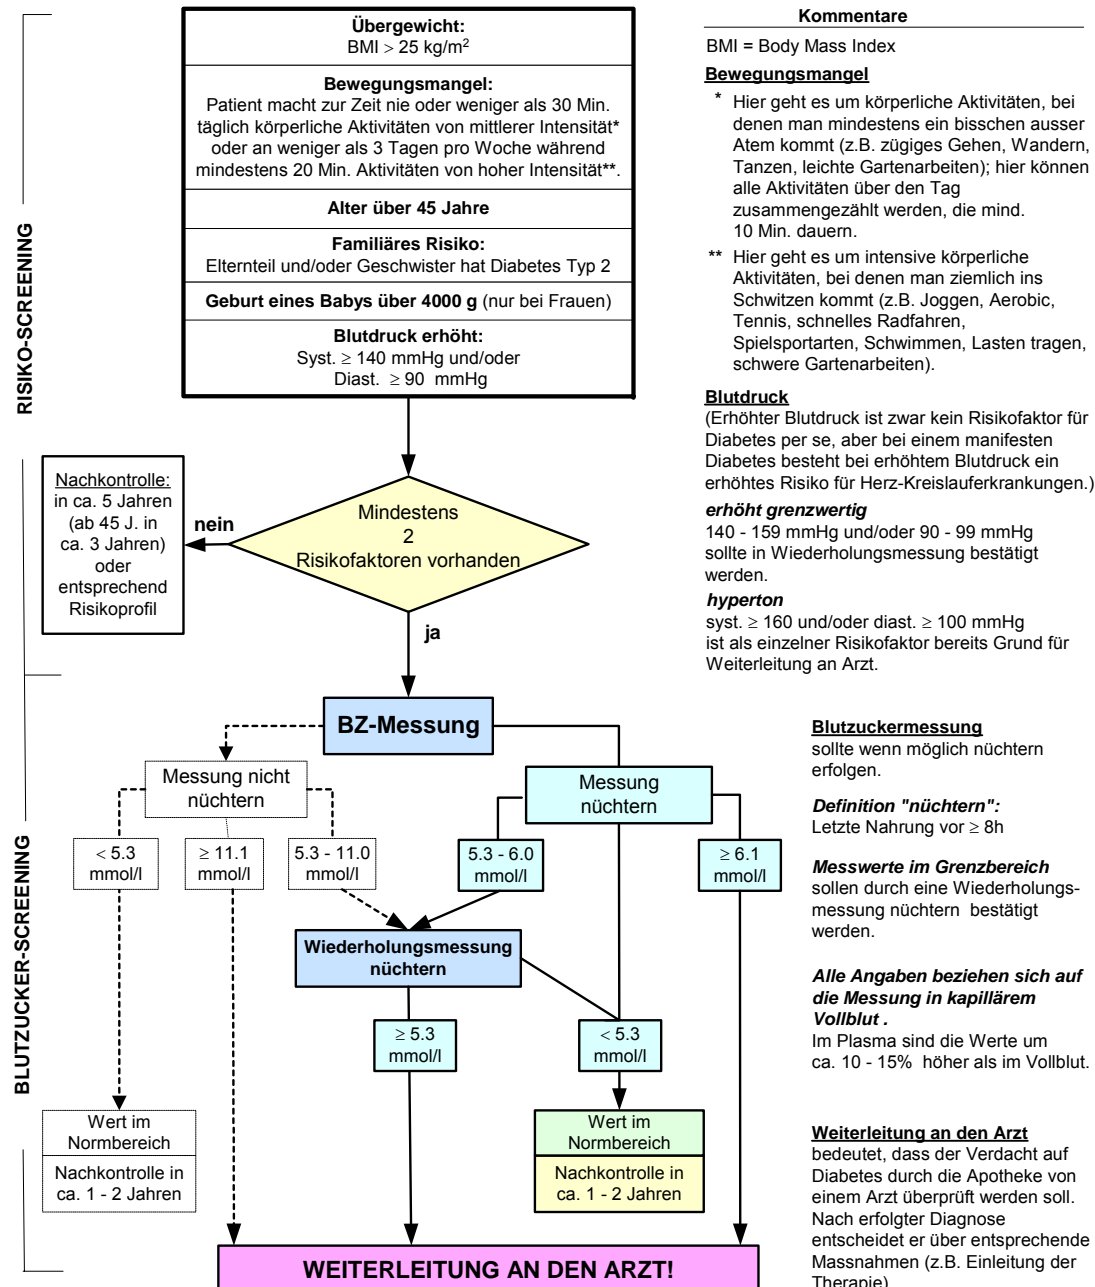 RISIKO-SCREENING
Übergewicht:
BMI > 25 kg/m²
Bewegungsmangel:
Patient macht zur Zeit nie oder weniger als 30 Min.
täglich körperliche Aktivitäten von mittlerer Intensität*
oder an weniger als 3 Tagen pro Woche während
mindestens 20 Min. Aktivitäten von hoher Intensität**.
Alter über 45 Jahre
Familiäres Risiko:
Elternteil und/oder Geschwister hat Diabetes Typ 2
Geburt eines Babys über 4000 g (nur bei Frauen)
Blutdruck erhöht:
Syst. ≥ 140 mmHg und/oder
Diast. ≥ 90 mmHg
Nachkontrolle:
in ca. 5 Jahren
(ab 45 J. in
ca. 3 Jahren)
oder
entsprechend
Risikoprofil
nein
Mindestens
2
Risikofaktoren vorhanden
ja
BLUTZUCKER-SCREENING
BZ-Messung
Messung nicht
nüchtern
Messung
nüchtern
< 5.3
mmol/l
≥ 11.1
mmol/l
5.3 - 11.0
mmol/l
5.3 - 6.0
mmol/l
≥ 6.1
mmol/l
Wiederholungsmessung
nüchtern
≥ 5.3
mmol/l
< 5.3
mmol/l
Wert im
Normbereich
Nachkontrolle in
ca. 1 - 2 Jahren
Wert im
Normbereich
Nachkontrolle in
ca. 1 - 2 Jahren
WEITERLEITUNG AN DEN ARZT!
Kommentare
BMI = Body Mass Index
Bewegungsmangel
* Hier geht es um körperliche Aktivitäten, bei
denen man mindestens ein bisschen ausser
Atem kommt (z.B. zügiges Gehen, Wandern,
Tanzen, leichte Gartenarbeiten); hier können
alle Aktivitäten über den Tag
zusammengezählt werden, die mind.
10 Min. dauern.
** Hier geht es um intensive körperliche
Aktivitäten, bei denen man ziemlich ins
Schwitzen kommt (z.B. Joggen, Aerobic,
Tennis, schnelles Radfahren,
Spielsportarten, Schwimmen, Lasten tragen,
schwere Gartenarbeiten).
Blutdruck
(Erhöhter Blutdruck ist zwar kein Risikofaktor für
Diabetes per se, aber bei einem manifesten
Diabetes besteht bei erhöhtem Blutdruck ein
erhöhtes Risiko für Herz-Kreislauferkrankungen.)
erhöht grenzwertig
140 - 159 mmHg und/oder 90 - 99 mmHg
sollte in Wiederholungsmessung bestätigt
werden.
hyperton
syst. ≥ 160 und/oder diast. ≥ 100 mmHg
ist als einzelner Risikofaktor bereits Grund für
Weiterleitung an Arzt.
Blutzuckermessung
sollte wenn möglich nüchtern
erfolgen.
Definition "nüchtern":
Letzte Nahrung vor ≥ 8h
Messwerte im Grenzbereich
sollen durch eine Wiederholungs-
messung nüchtern bestätigt
werden.
Alle Angaben beziehen sich auf
die Messung in kapillärem
Vollblut .
Im Plasma sind die Werte um
ca. 10 - 15% höher als im Vollblut.
Weiterleitung an den Arzt
bedeutet, dass der Verdacht auf
Diabetes durch die Apotheke von
einem Arzt überprüft werden soll.
Nach erfolgter Diagnose
entscheidet er über entsprechende
Massnahmen (z.B. Einleitung der
Therapie)